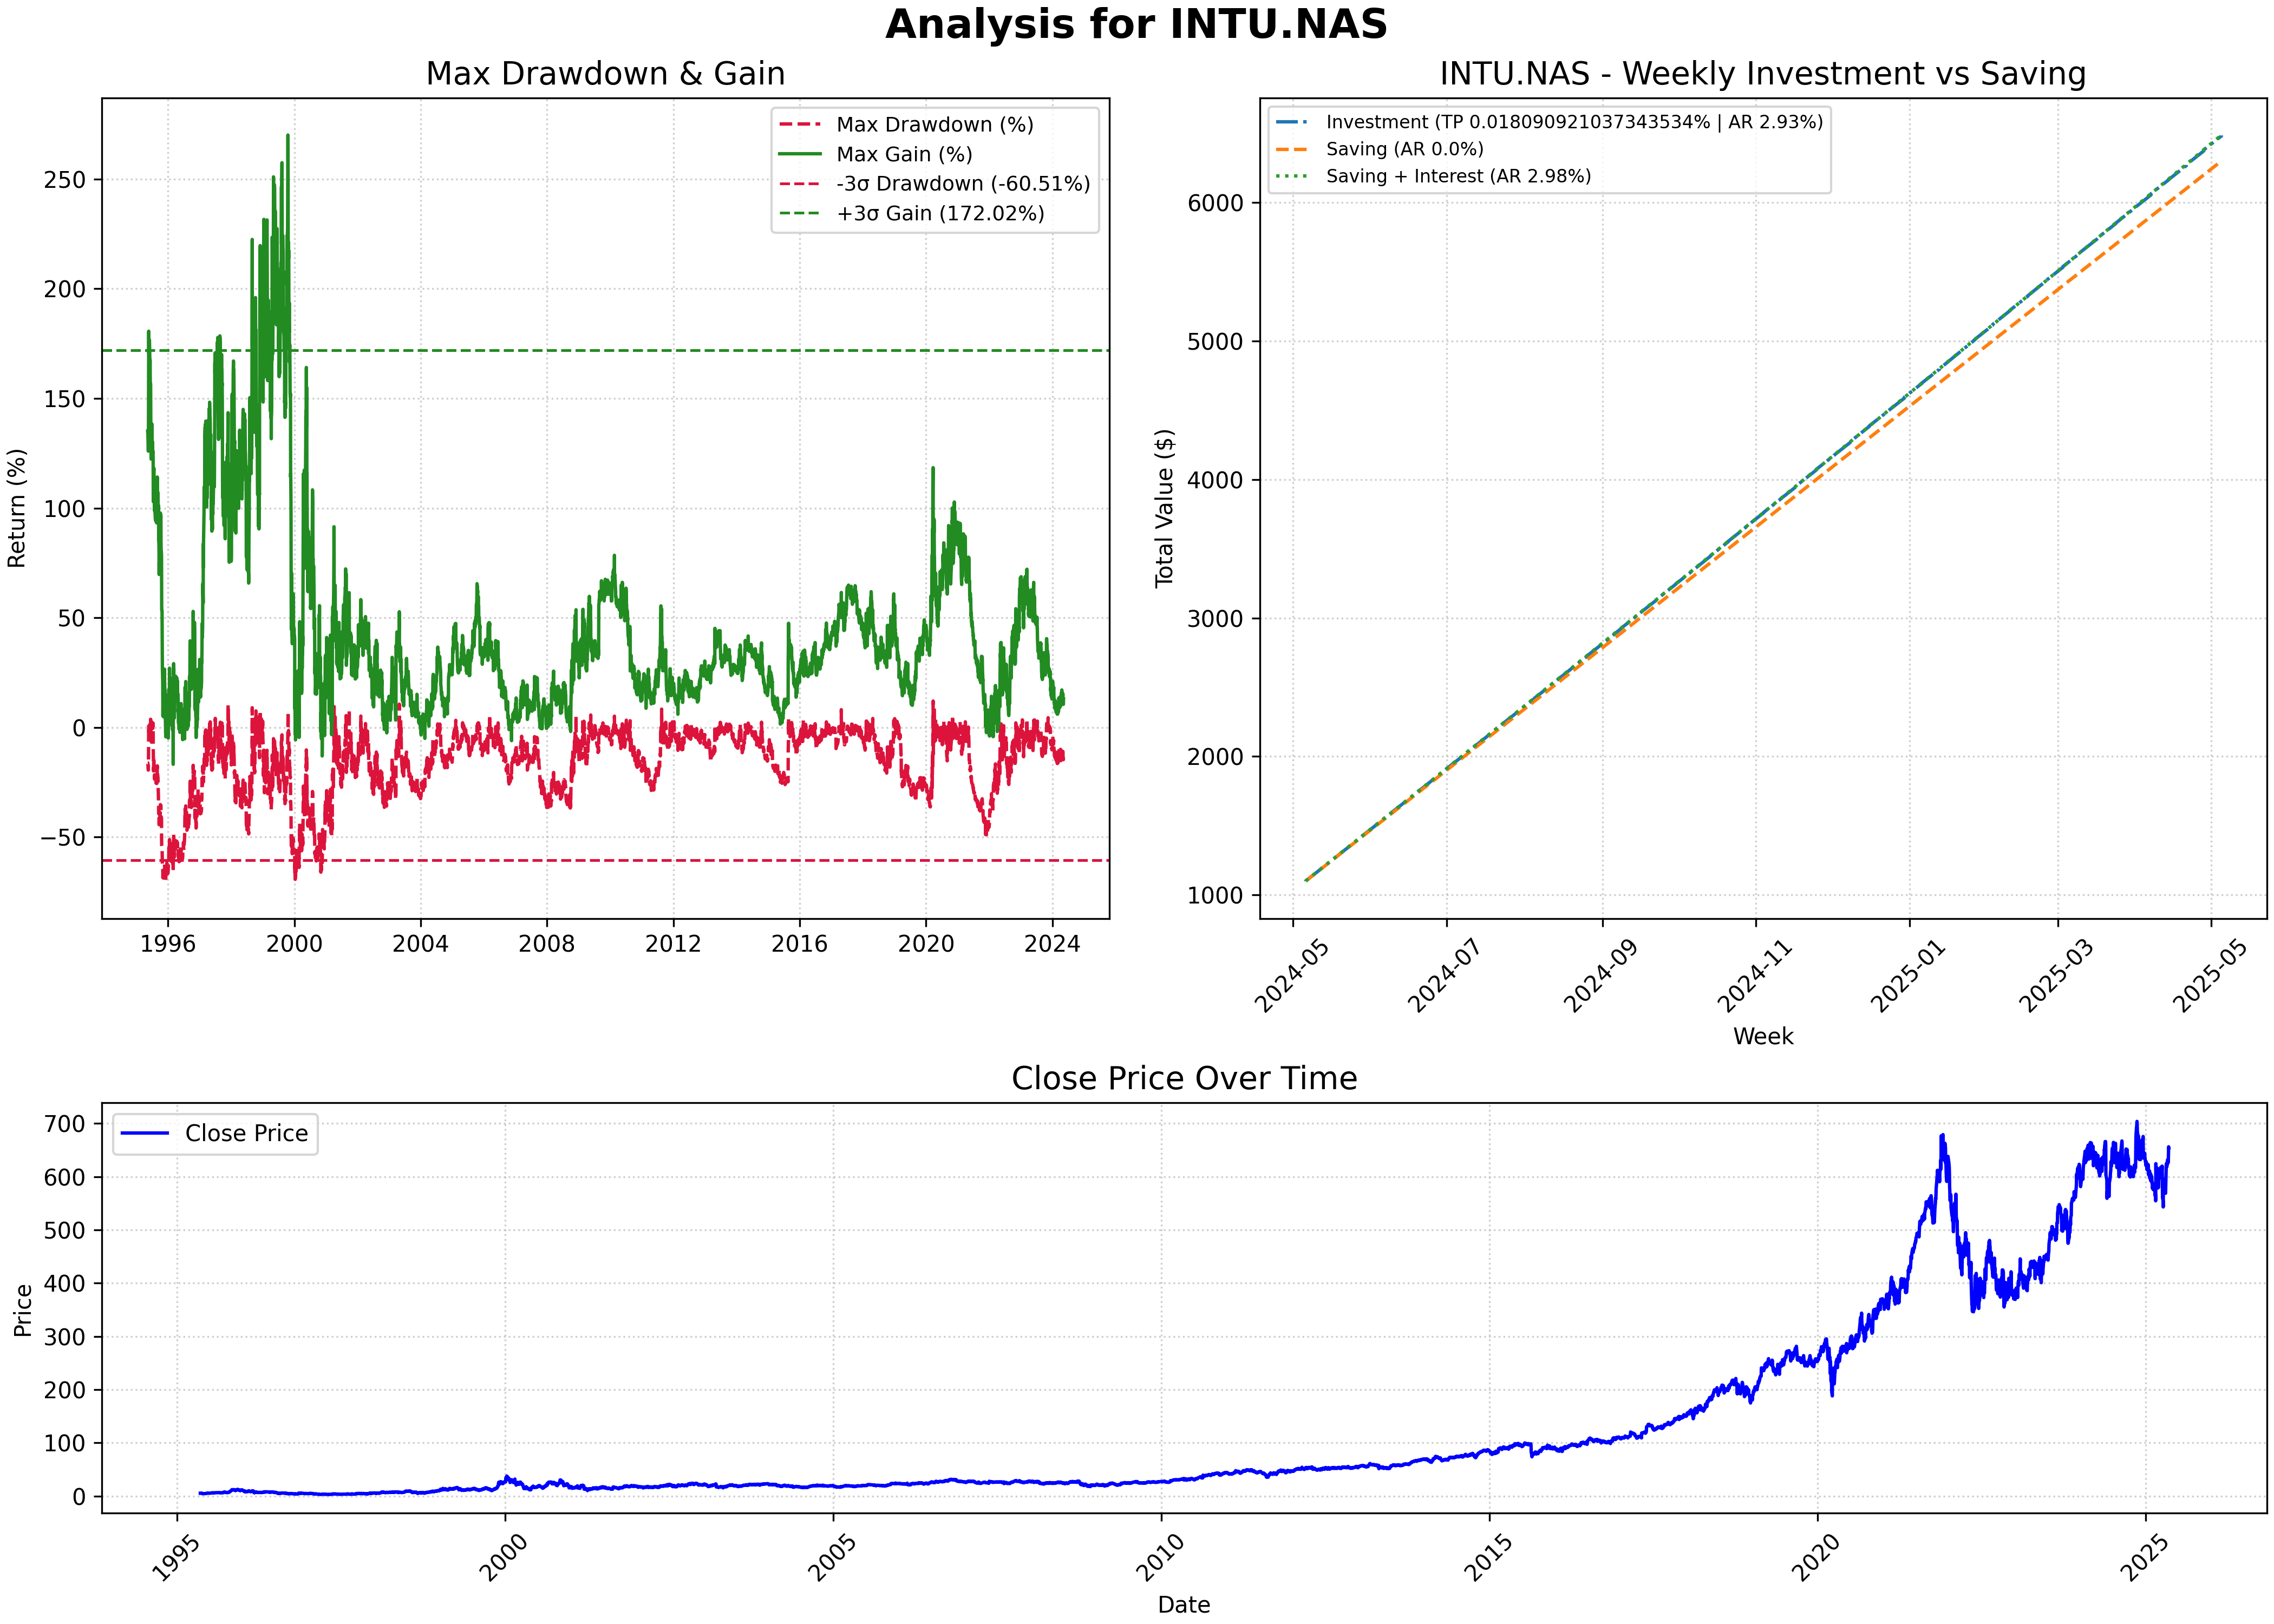 Analysis for INTU.NAS
Max Drawdown & Gain
Return (%)
250
200
150
100
50
0
−50
1996
2000
2004
2008
2012
2016
2020
2024
Max Drawdown (%)
Max Gain (%)
-3σ Drawdown (-60.51%)
+3σ Gain (172.02%)
INTU.NAS - Weekly Investment vs Saving
Total Value ($)
6000
5000
4000
3000
2000
1000
2024-05
2024-07
2024-09
2024-11
2025-01
2025-03
2025-05
Week
Investment (TP 0.018090921037343534% | AR 2.93%)
Saving (AR 0.0%)
Saving + Interest (AR 2.98%)
Close Price Over Time
Price
700
600
500
400
300
200
100
0
1995
2000
2005
2010
2015
2020
2025
Date
Close Price